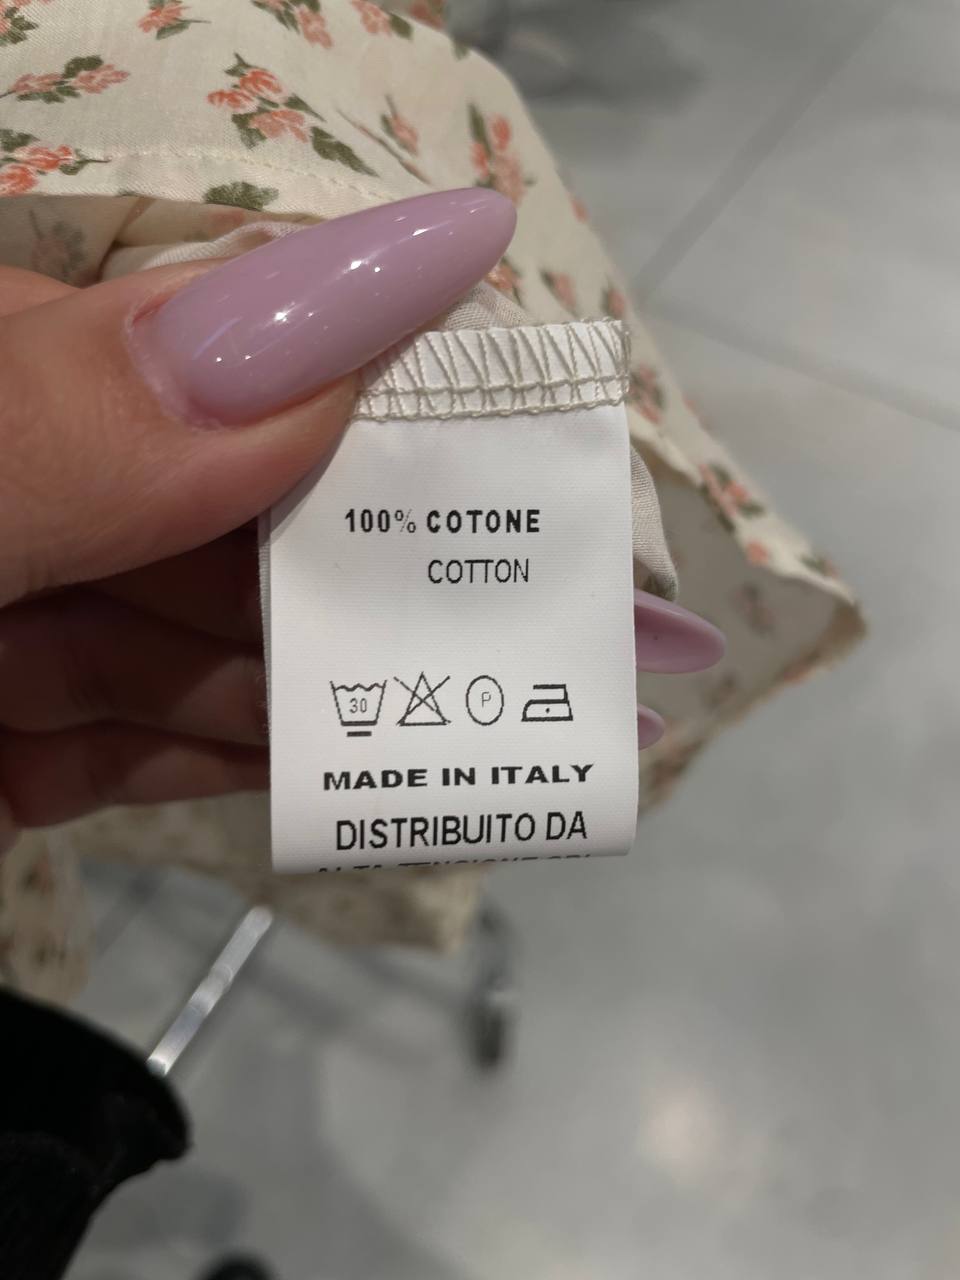 100% COTONE
COTTON
30 P
MADE IN ITALY
DISTRIBUITO DA